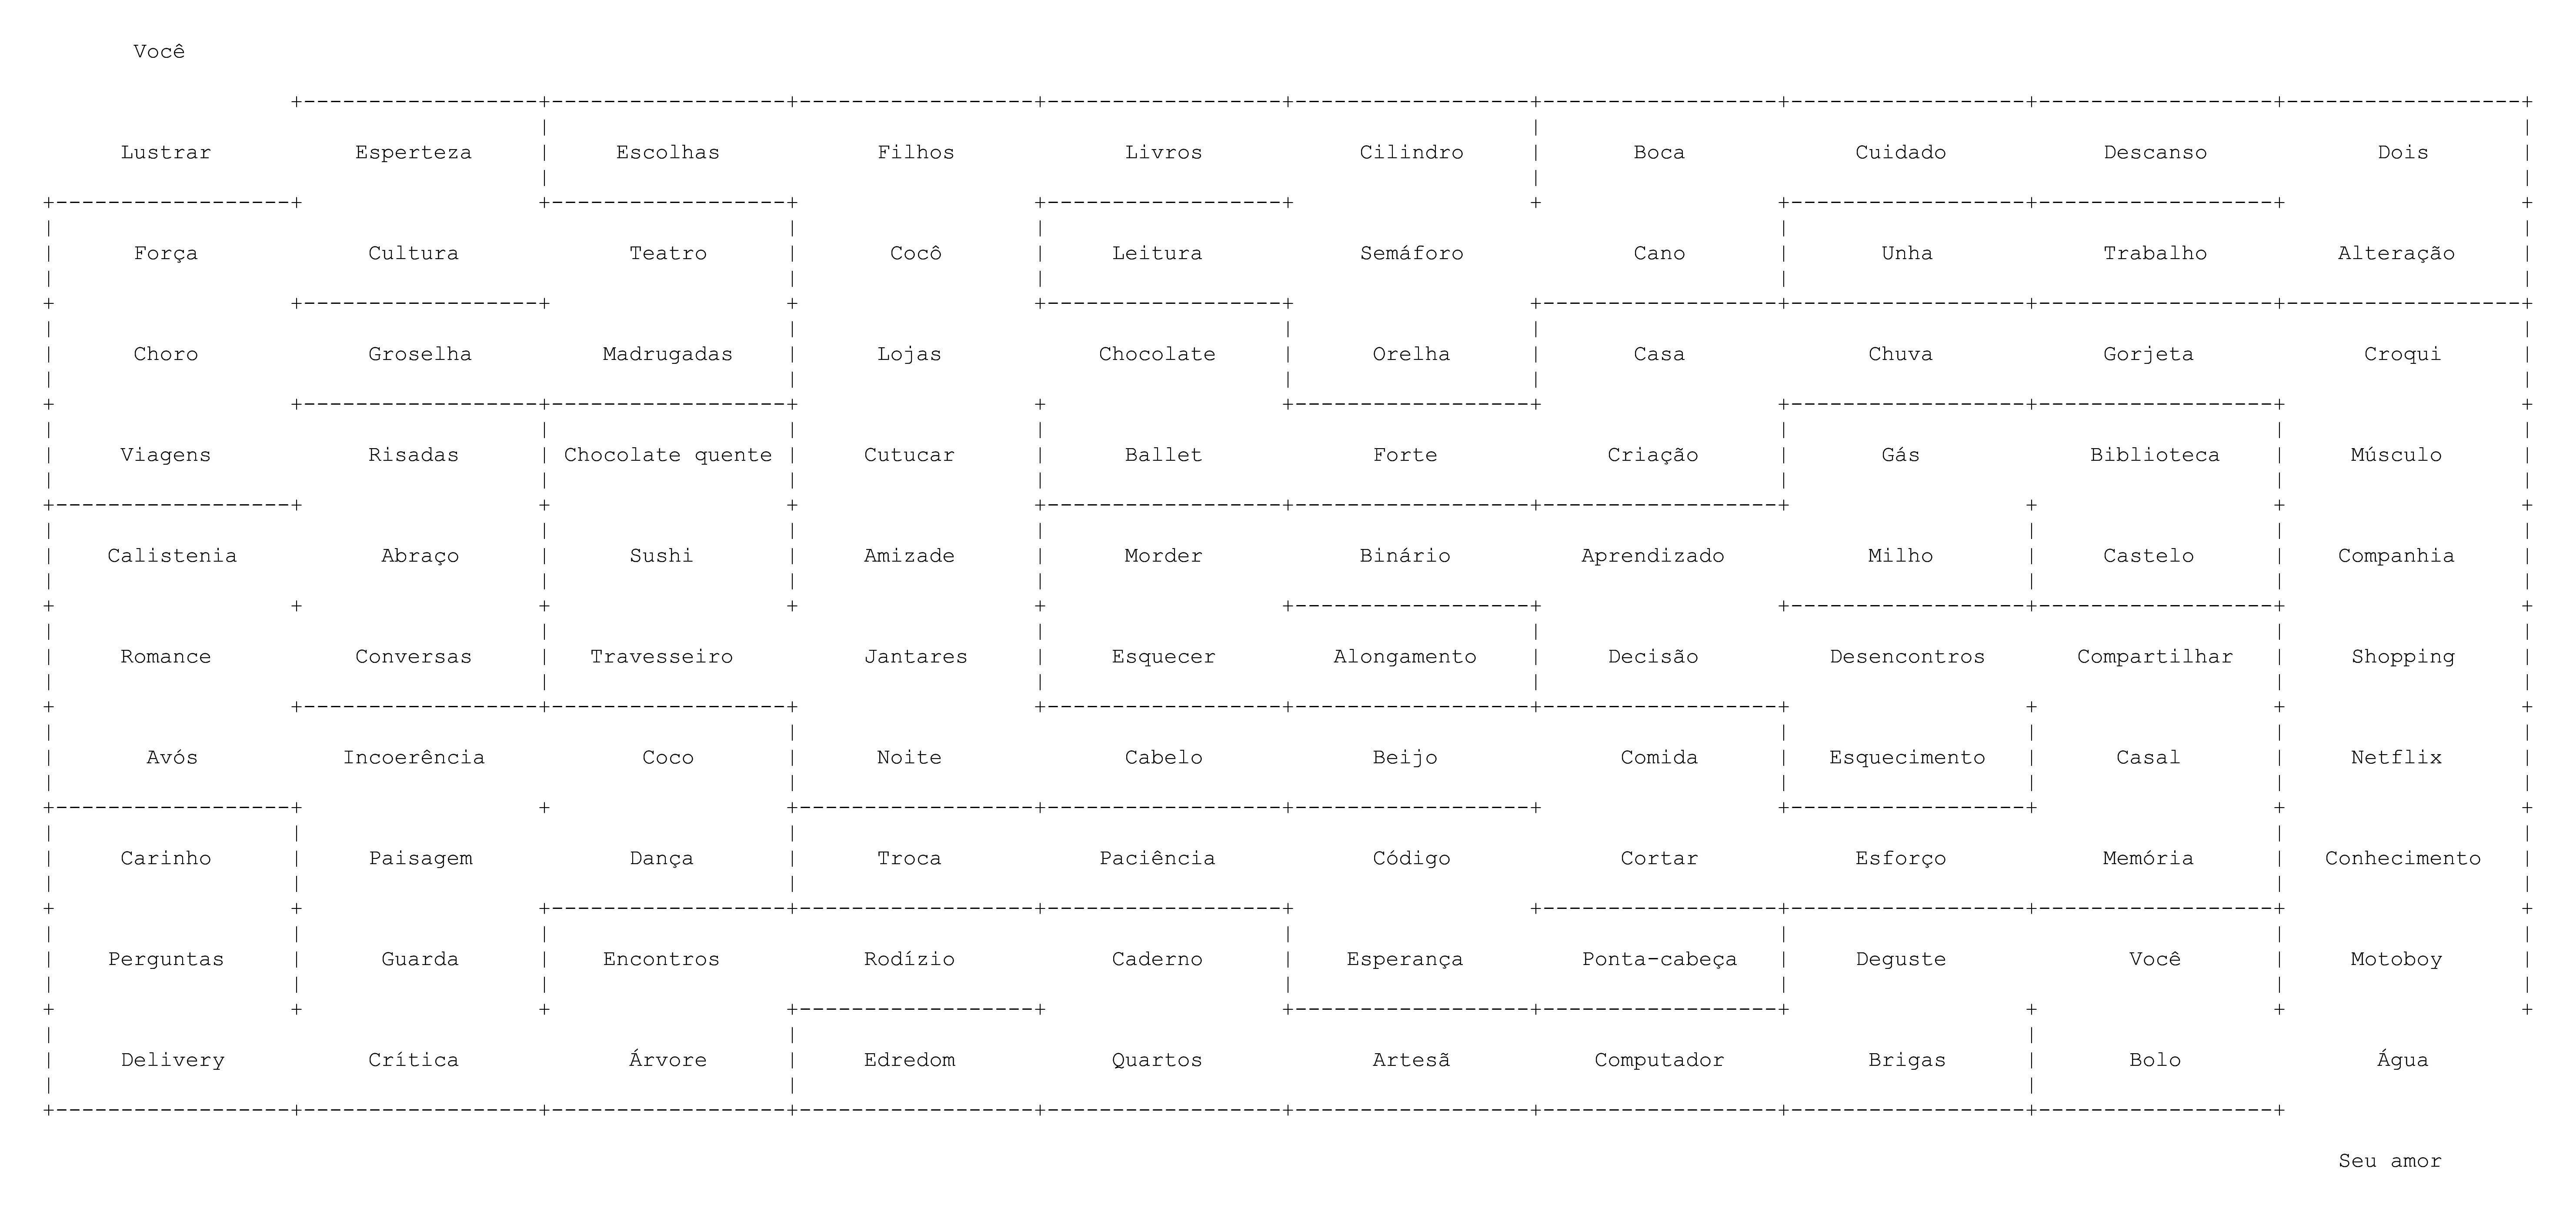 Você
Lustrar Esperteza Escolhas Filhos Livros Cilindro Boca Cuidado Descanso Dois
Força Cultura Teatro Cocô Leitura Semáforo Cano Unha Trabalho Alteração
Choro Groselha Madrugadas Lojas Chocolate Orelha Casa Chuva Gorjeta Croqui
Viagens Risadas Chocolate quente Cutucar Ballet Forte Criação Gás Biblioteca Músculo
Calistenia Abraço Sushi Amizade Morder Binário Aprendizado Milho Castelo Companhia
Romance Conversas Travesseiro Jantares Esquecer Alongamento Decisão Desencontros Compartilhar Shopping
Avós Incoerência Coco Noite Cabelo Beijo Comida Esquecimento Casal Netflix
Carinho Paisagem Dança Troca Paciência Código Cortar Esforço Memória Conhecimento
Perguntas Guarda Encontros Rodízio Caderno Esperança Ponta-cabeça Deguste Você Motoboy
Delivery Crítica Árvore Edredom Quartos Artesã Computador Brigas Bolo Água
Seu amor